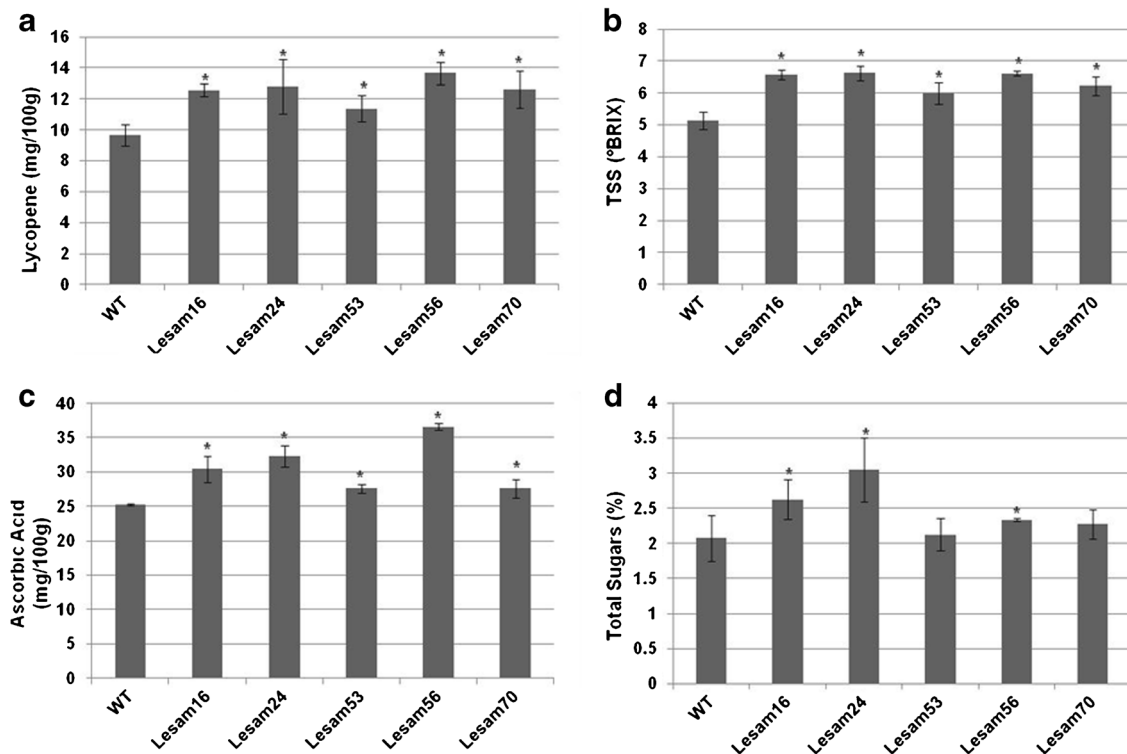 a
Lycopene (mg/100g)
16
14
12
10
8
6
4
2
0
*
*
*
*
*
WT
Lesam16
Lesam24
Lesam53
Lesam56
Lesam70
b
TSS (°BRIX)
8
7
6
5
4
3
2
1
0
*
*
*
*
*
WT
Lesam16
Lesam24
Lesam53
Lesam56
Lesam70
c
Ascorbic Acid
(mg/100g)
40
35
30
25
20
15
10
5
0
*
*
*
*
*
WT
Lesam16
Lesam24
Lesam53
Lesam56
Lesam70
d
Total Sugars (%)
4
3.5
3
2.5
2
1.5
1
0.5
0
*
*
*
WT
Lesam16
Lesam24
Lesam53
Lesam56
Lesam70